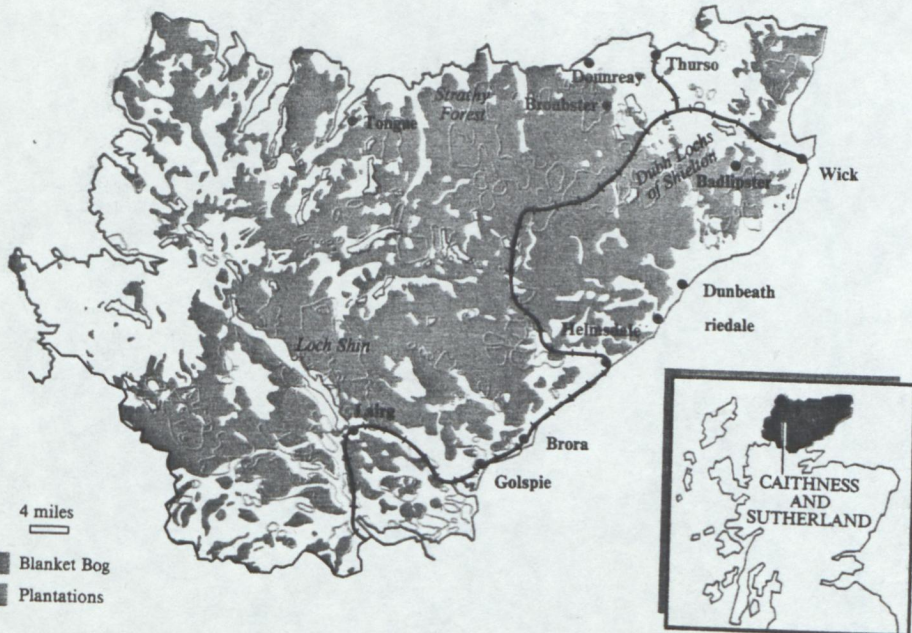 Thurso
Dounreay
Strathy
Forest
Broubster
Tongue
Dubh Lochs
of Shielton
Badlipster
Wick
Dunbeath
riedale
Helmsdale
Loch Shin
Lairg
Brora
Golspie
4 miles
Blanket Bog
Plantations
CAITHNESS
AND
SUTHERLAND